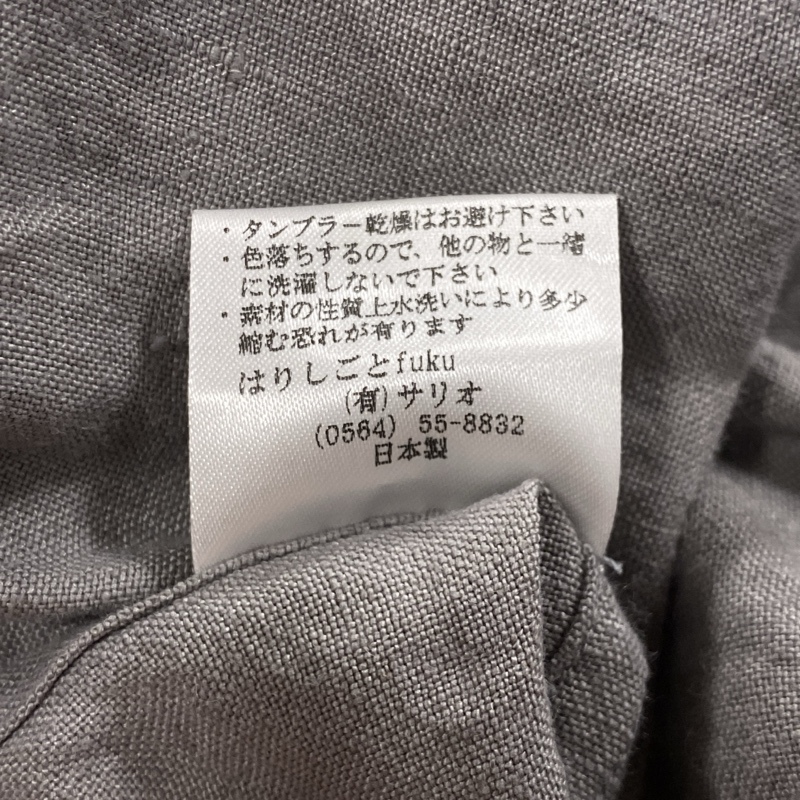 ・タンブラー乾燥はお避け下さい
・色落ちするので、他の物と一緒
に洗濯しないで下さい
・素材の性質上水洗いにより多少
縮む恐れが有ります
はりしごとfuku
(有)サリオ
(0564) 55-8832
日本製